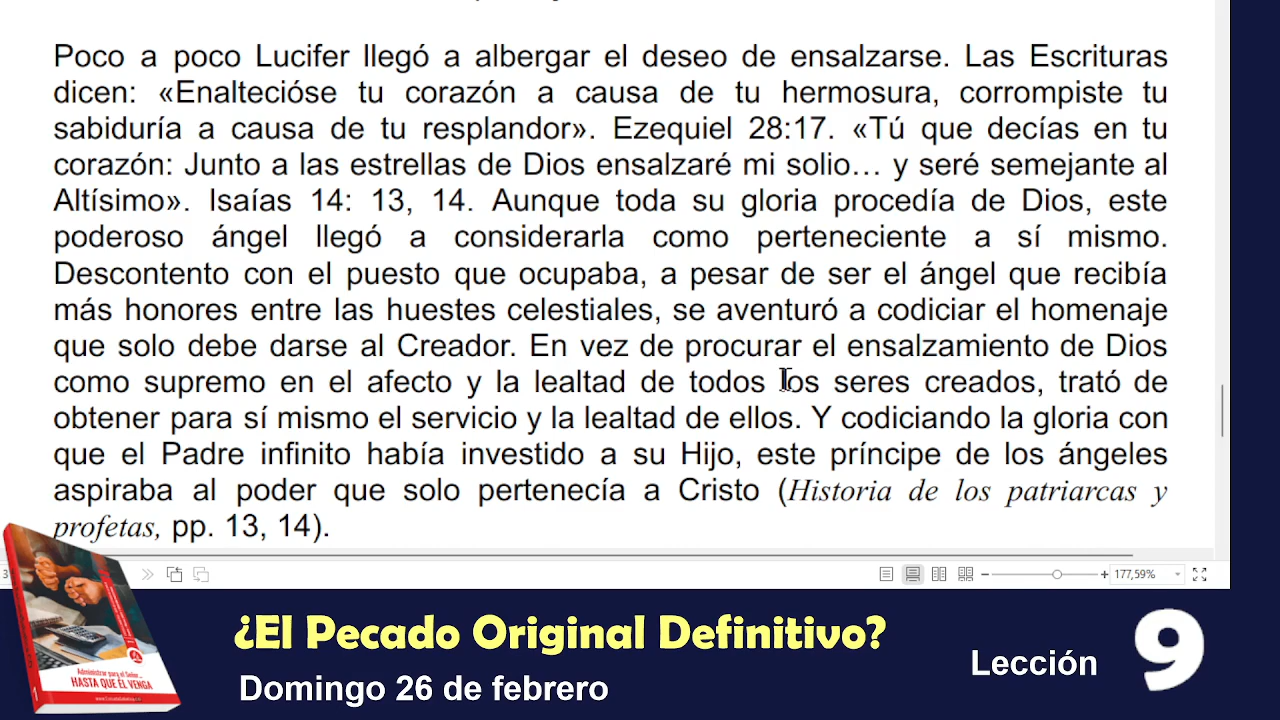 Poco a poco Lucifer llegó a albergar el deseo de ensalzarse. Las Escrituras
dicen: «Enaltecióse tu corazón a causa de tu hermosura, corrompiste tu
sabiduría a causa de tu resplandor». Ezequiel 28:17. «Tú que decías en tu
corazón: Junto a las estrellas de Dios ensalzaré mi solio… y seré semejante al
Altísimo». Isaías 14: 13, 14. Aunque toda su gloria procedía de Dios, este
poderoso ángel llegó a considerarla como perteneciente a sí mismo.
Descontento con el puesto que ocupaba, a pesar de ser el ángel que recibía
más honores entre las huestes celestiales, se aventuró a codiciar el homenaje
que solo debe darse al Creador. En vez de procurar el ensalzamiento de Dios
como supremo en el afecto y la lealtad de todos los seres creados, trató de
obtener para sí mismo el servicio y la lealtad de ellos. Y codiciando la gloria con
que el Padre infinito había investido a su Hijo, este príncipe de los ángeles
aspiraba al poder que solo pertenecía a Cristo (Historia de los patriarcas y
profetas, pp. 13, 14).
177,59%
Administrar para el Señor...
HASTA QUE ÉL VENGA
¿El Pecado Original Definitivo?
Domingo 26 de febrero
Lección 9